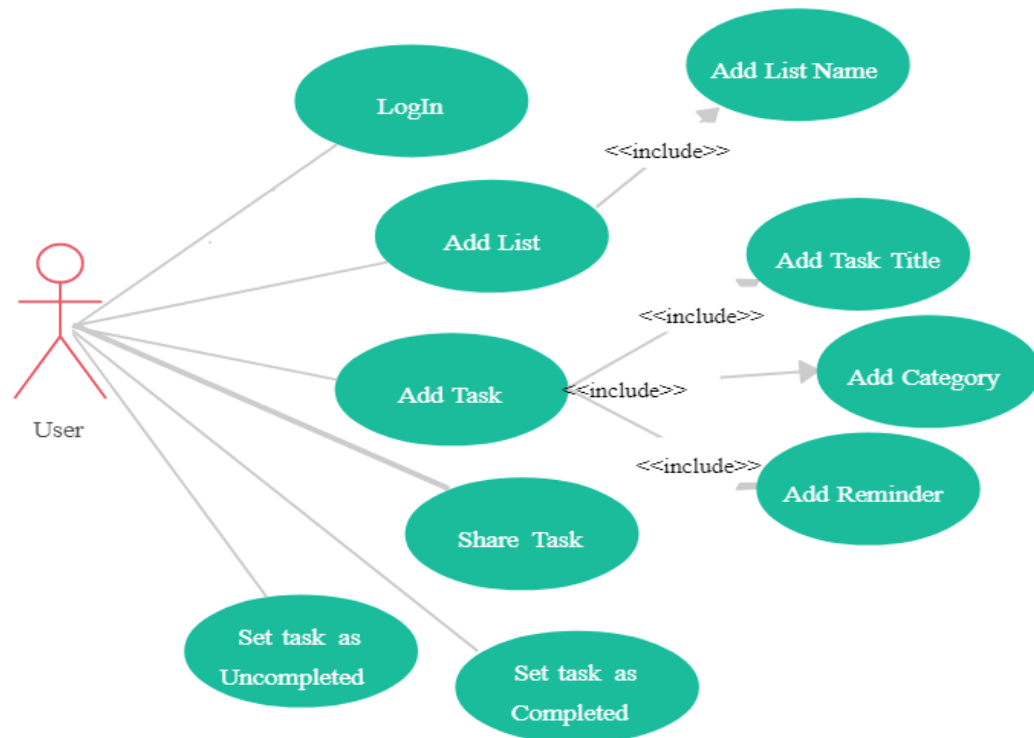 Add List Name
LogIn
<<include>>
Add List
Add Task Title
<<include>>
Add Category
<<include>>
Add Task
User
<<include>>
Add Reminder
Share Task
Set task as
Uncompleted
Set task as
Completed